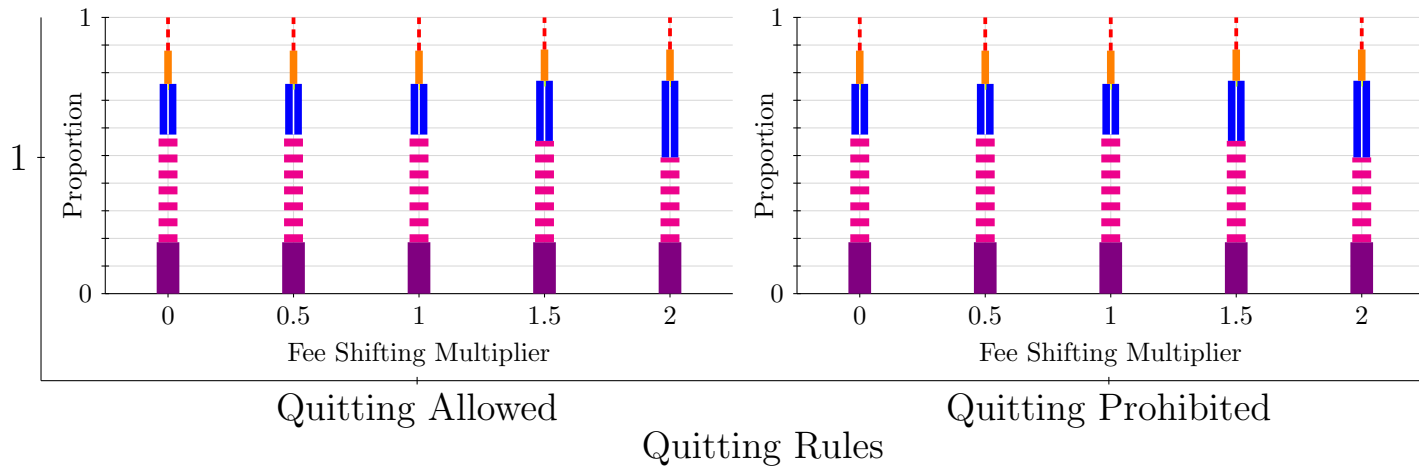 1
1
Proportion
0
0 0.5 1 1.5 2
Fee Shifting Multiplier
1
Proportion
0
0 0.5 1 1.5 2
Fee Shifting Multiplier
Quitting Allowed
Quitting Prohibited
Quitting Rules